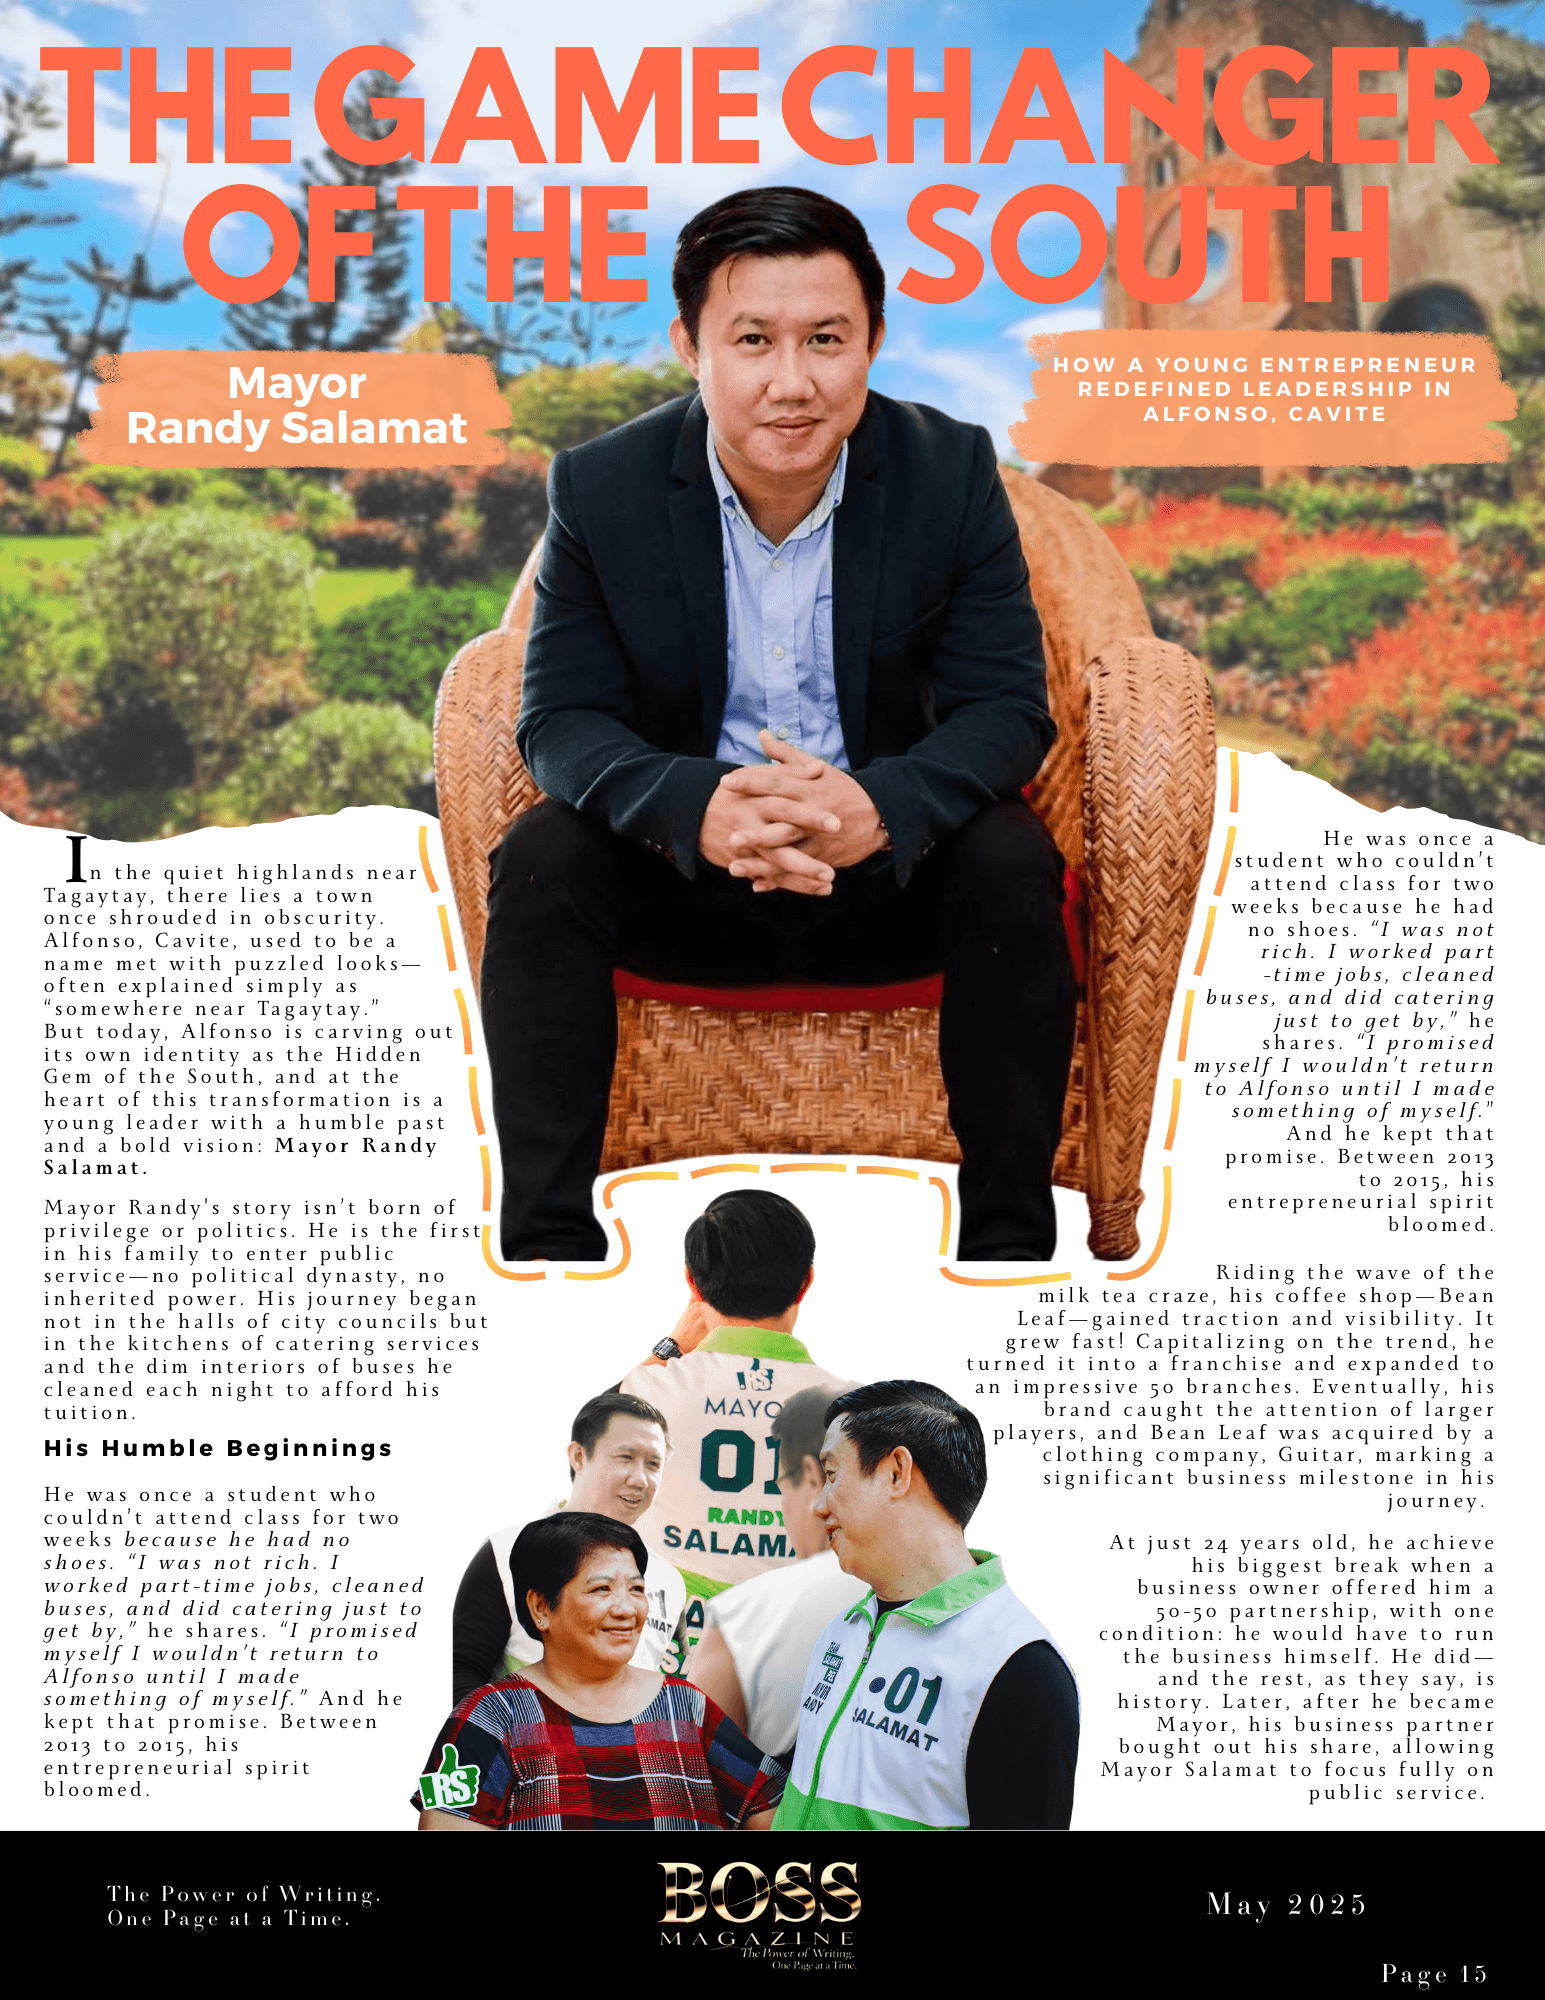 THE GAME CHANGER
OF THE SOUTH
Mayor
Randy Salamat
HOW A YOUNG ENTREPRENEUR
REDEFINED LEADERSHIP IN
ALFONSO, CAVITE
In the quiet highlands near
Tagaytay, there lies a town
once shrouded in obscurity.
Alfonso, Cavite, used to be a
name met with puzzled looks—
often explained simply as
“somewhere near Tagaytay.”
But today, Alfonso is carving out
its own identity as the Hidden
Gem of the South, and at the
heart of this transformation is a
young leader with a humble past
and a bold vision: Mayor Randy
Salamat.
Mayor Randy's story isn’t born of
privilege or politics. He is the first
in his family to enter public
service—no political dynasty, no
inherited power. His journey began
not in the halls of city councils but
in the kitchens of catering services
and the dim interiors of buses he
cleaned each night to afford his
tuition.
His Humble Beginnings
He was once a student who
couldn’t attend class for two
weeks because he had no
shoes. “I was not rich. I
worked part-time jobs, cleaned
buses, and did catering just to
get by,” he shares. “I promised
myself I wouldn’t return to
Alfonso until I made
something of myself.” And he
kept that promise. Between
2013 to 2015, his
entrepreneurial spirit
bloomed.
He was once a
student who couldn’t
attend class for two
weeks because he had
no shoes. “I was not
rich. I worked part
-time jobs, cleaned
buses, and did catering
just to get by,” he
shares. “I promised
myself I wouldn’t return
to Alfonso until I made
something of myself.”
And he kept that
promise. Between 2013
to 2015, his
entrepreneurial spirit
bloomed.
Riding the wave of the
milk tea craze, his coffee shop—Bean
Leaf—gained traction and visibility. It
grew fast! Capitalizing on the trend, he
turned it into a franchise and expanded to
an impressive 50 branches. Eventually, his
brand caught the attention of larger
players, and Bean Leaf was acquired by a
clothing company, Guitar, marking a
significant business milestone in his
journey.
At just 24 years old, he achieve
his biggest break when a
business owner offered him a
50-50 partnership, with one
condition: he would have to run
the business himself. He did—
and the rest, as they say, is
history. Later, after he became
Mayor, his business partner
bought out his share, allowing
Mayor Salamat to focus fully on
public service.
RS
MAYO
01
RANDY
SALAM
01
SALAMAT
RS
The Power of Writing.
One Page at a Time.
BOSS
MAGAZINE
The Power of Writing.
One Page at a Time.
May 2025
Page 15